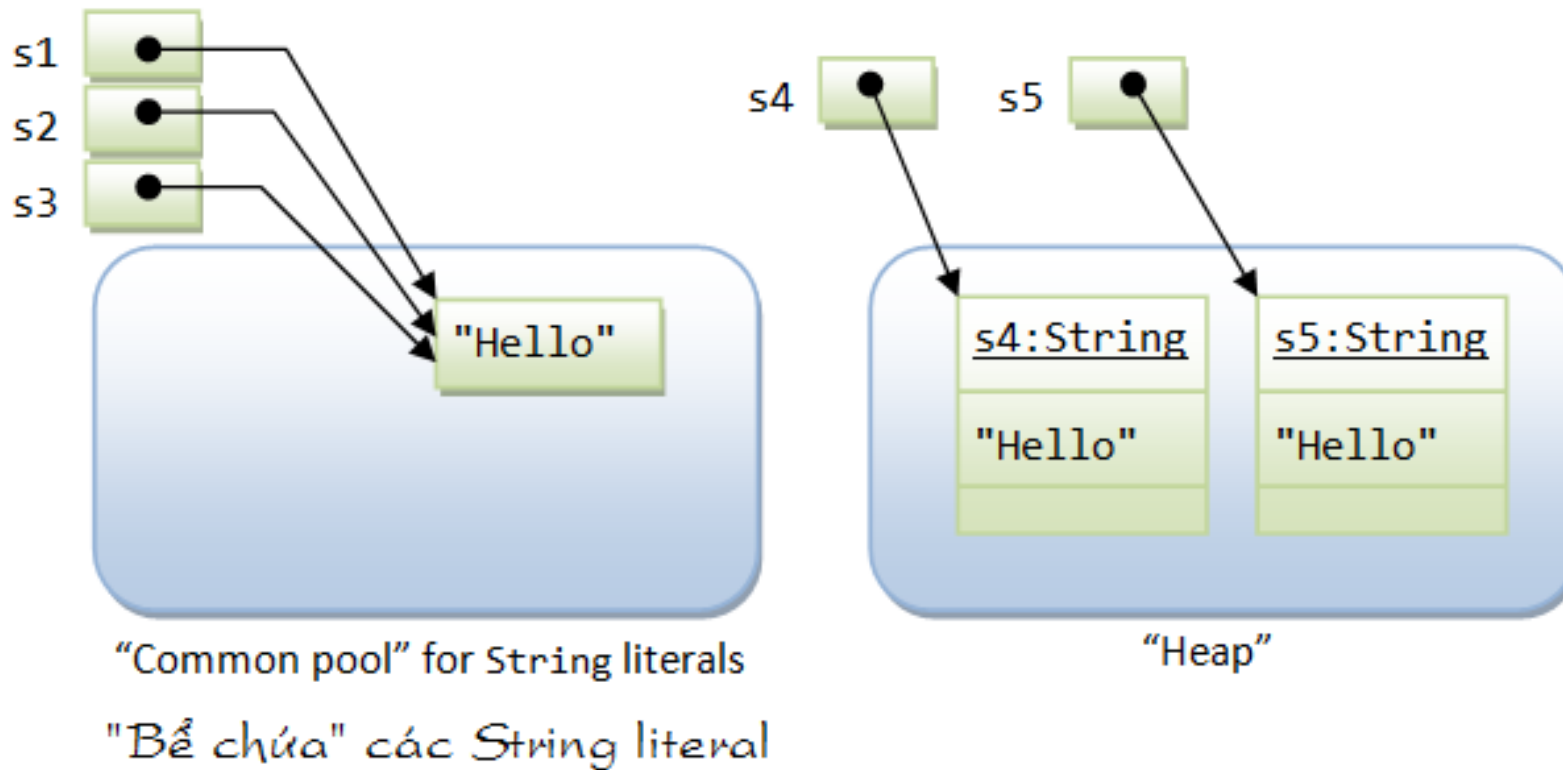 s1
s2
s3
s4
s5
"Hello"
s4:String
s5:String
"Hello"
"Hello"
“Common pool” for String literals
“Heap”
"Bể chứa" các String literal